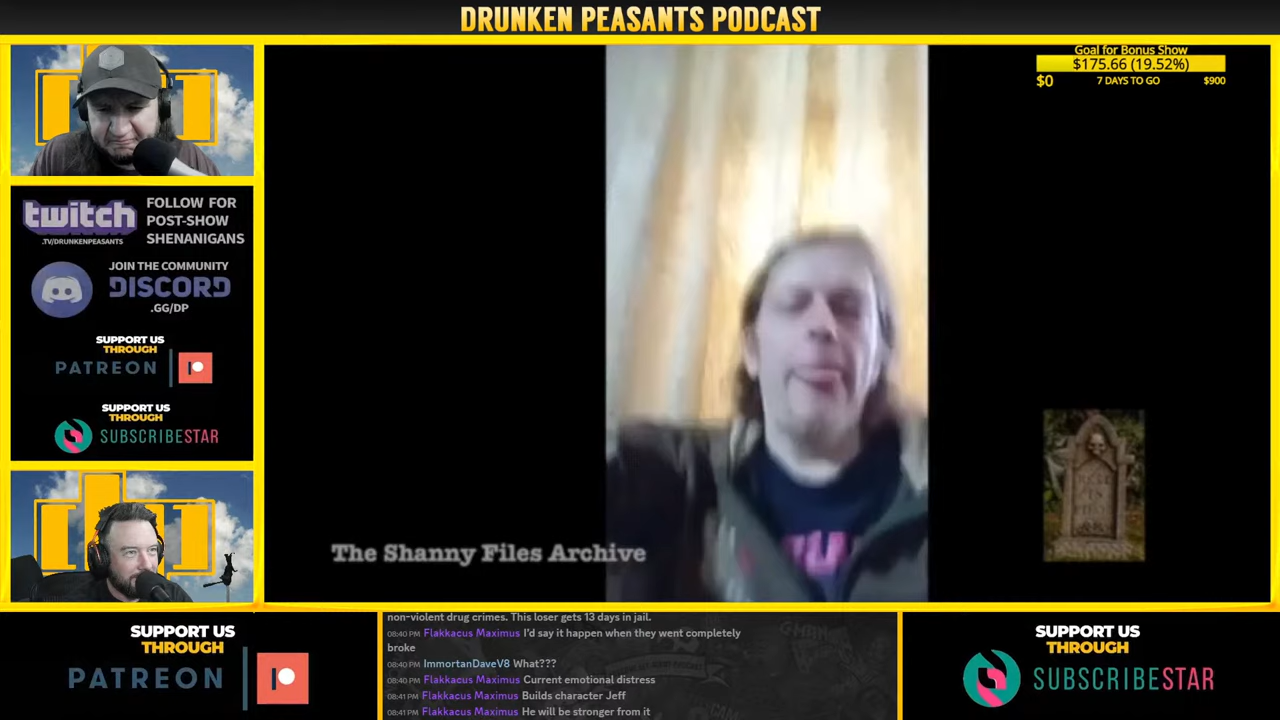 DRUNKEN PEASANTS PODCAST
Goal for Bonus Show
$175.66 (19.52%)
$0
7 DAYS TO GO
$900
twitch
.TV/DRUNKENPEASANTS
FOLLOW FOR
POST-SHOW
SHENANIGANS
JOIN THE COMMUNITY
DISCORD
.GG/DP
SUPPORT US
THROUGH
PATREON
SUPPORT US
THROUGH
SUBSCRIBESTAR
The Shanny Files Archive
SUPPORT US
THROUGH
PATREON
non-violent drug crimes. This loser gets 13 days in jail.
08:40 PM Flakkacus Maximus I'd say it happen when they went completely
broke
08:40 PM ImmortanDaveV8 What???
08:40 PM Flakkacus Maximus Current emotional distress
08:41 PM Flakkacus Maximus Builds character Jeff
08:41 PM Flakkacus Maximus He will be stronger from it
SUPPORT US
THROUGH
SUBSCRIBESTAR